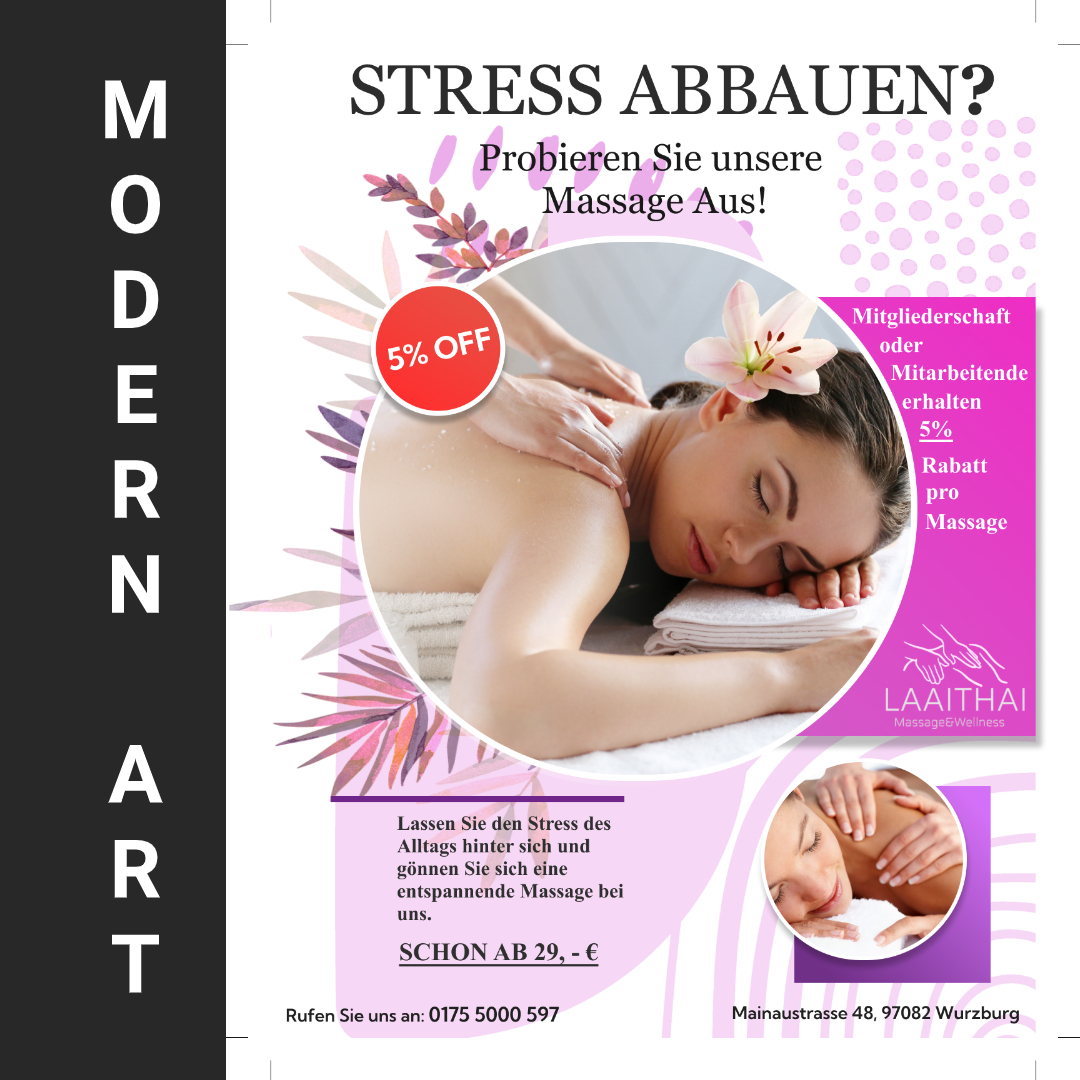 MODERN ART
STRESS ABBAUEN?
Probieren Sie unsere
Massage Aus!
5% OFF
Mitgliederschaft
oder
Mitarbeitende
erhalten
5%
Rabatt
pro
Massage
LAAITHAI
Massage&Wellness
Lassen Sie den Stress des
Alltags hinter sich und
gönnen Sie sich eine
entspannende Massage bei
uns.
SCHON AB 29, - €
Rufen Sie uns an: 0175 5000 597
Mainaustrasse 48, 97082 Wurzburg